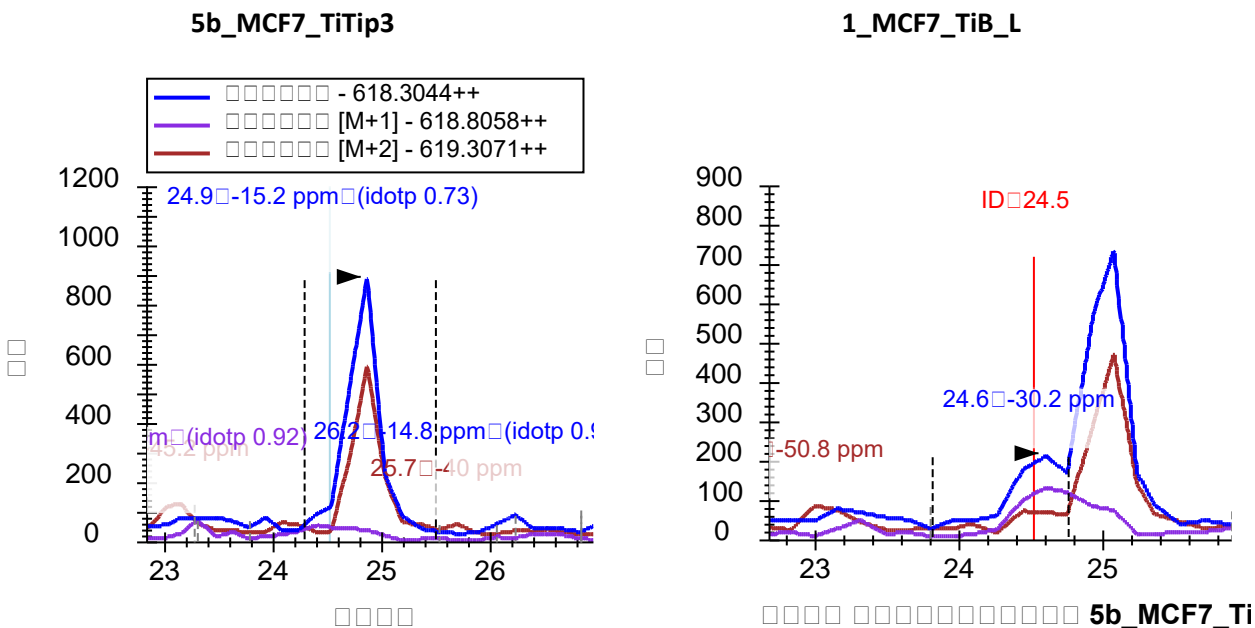 5b_MCF7_TiTip3
1_MCF7_TiB_L
- 618.3044++
[M+1] - 618.8058++
[M+2] - 619.3071++
1200
1000
800
600
400
200
0
24.9 -15.2 ppm (idotp 0.73)
m (idotp 0.92)
45.2 ppm
26.2 -14.8 ppm (idotp 0.9
25.7 -40 ppm
23
24
25
26
900
800
700
600
500
400
300
200
100
0
ID 24.5
24.6 -30.2 ppm
-50.8 ppm
23
24
25
5b_MCF7_Ti